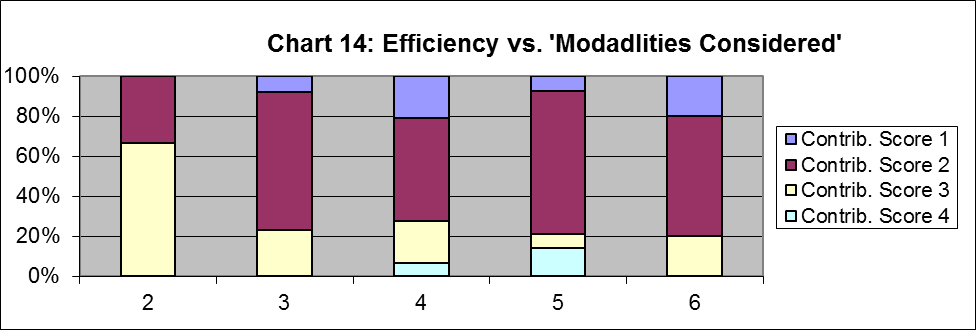 Chart 14: Efficiency vs. 'Modadlities Considered'
100%
80%
60%
40%
20%
0%
2 3 4 5 6
Contrib. Score 1
Contrib. Score 2
Contrib. Score 3
Contrib. Score 4